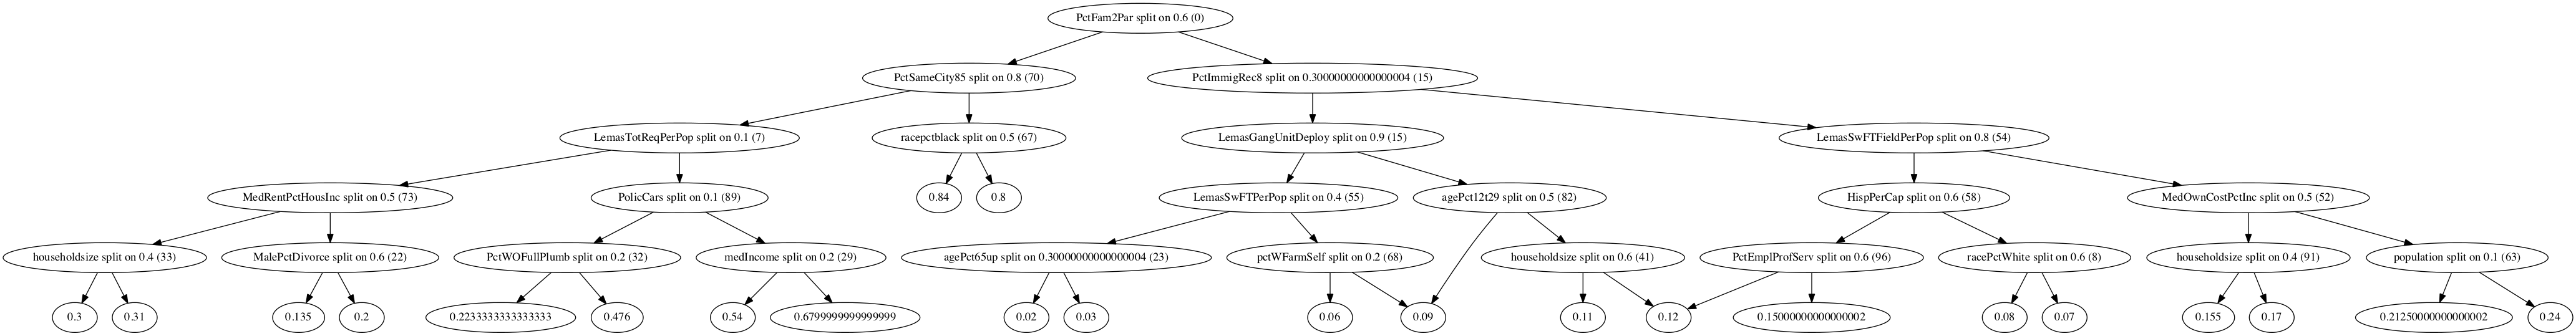 PctFam2Par split on 0.6 (0)
PctSameCity85 split on 0.8 (70)
PctImmigRec8 split on 0.30000000000000004 (15)
LemasTotReqPerPop split on 0.1 (7)
racepctblack split on 0.5 (67)
LemasGangUnitDeploy split on 0.9 (15)
LemasSwFTFieldPerPop split on 0.8 (54)
MedRentPctHousInc split on 0.5 (73)
PolicCars split on 0.1 (89)
0.84
0.8
LemasSwFTPerPop split on 0.4 (55)
agePct12t29 split on 0.5 (82)
HispPerCap split on 0.6 (58)
MedOwnCostPctInc split on 0.5 (52)
householdsize split on 0.4 (33)
MalePctDivorce split on 0.6 (22)
PctWOFullPlumb split on 0.2 (32)
medIncome split on 0.2 (29)
agePct65up split on 0.30000000000000004 (23)
pctWFarmSelf split on 0.2 (68)
householdsize split on 0.6 (41)
PctEmplProfServ split on 0.6 (96)
racePctWhite split on 0.6 (8)
householdsize split on 0.4 (91)
population split on 0.1 (63)
0.3
0.31
0.135
0.2
0.2233333333333333
0.476
0.54
0.6799999999999999
0.02
0.03
0.06
0.09
0.11
0.12
0.15000000000000002
0.08
0.07
0.155
0.17
0.21250000000000002
0.24